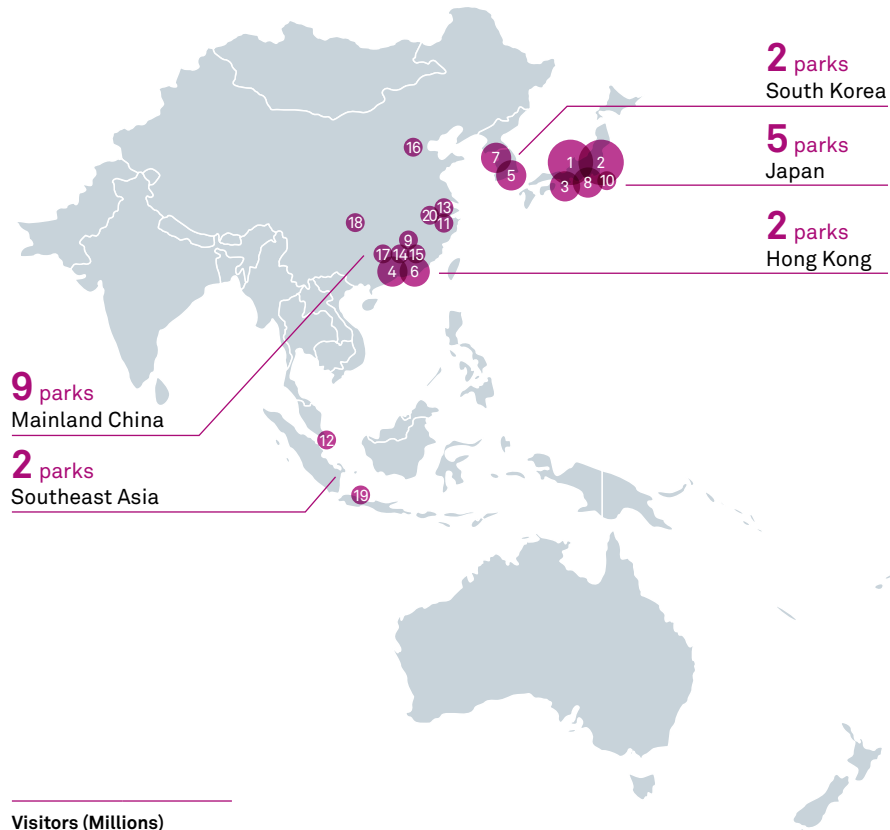 2 parks
South Korea
5 parks
Japan
2 parks
Hong Kong
9 parks
Mainland China
2 parks
Southeast Asia
16
7
5
1
2
3
8
10
18
13
20
11
9
17
14
15
4
6
12
19
Visitors (Millions)